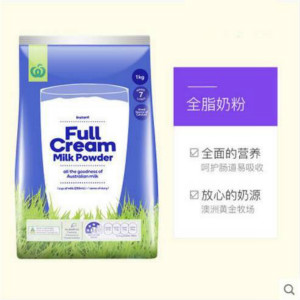 1kg
7
Instant
Full
Cream
Milk Powder
all the goodness of
Australian milk
全脂奶粉
全面的营养
呵护肠道易吸收
放心的奶源
澳洲黄金牧场